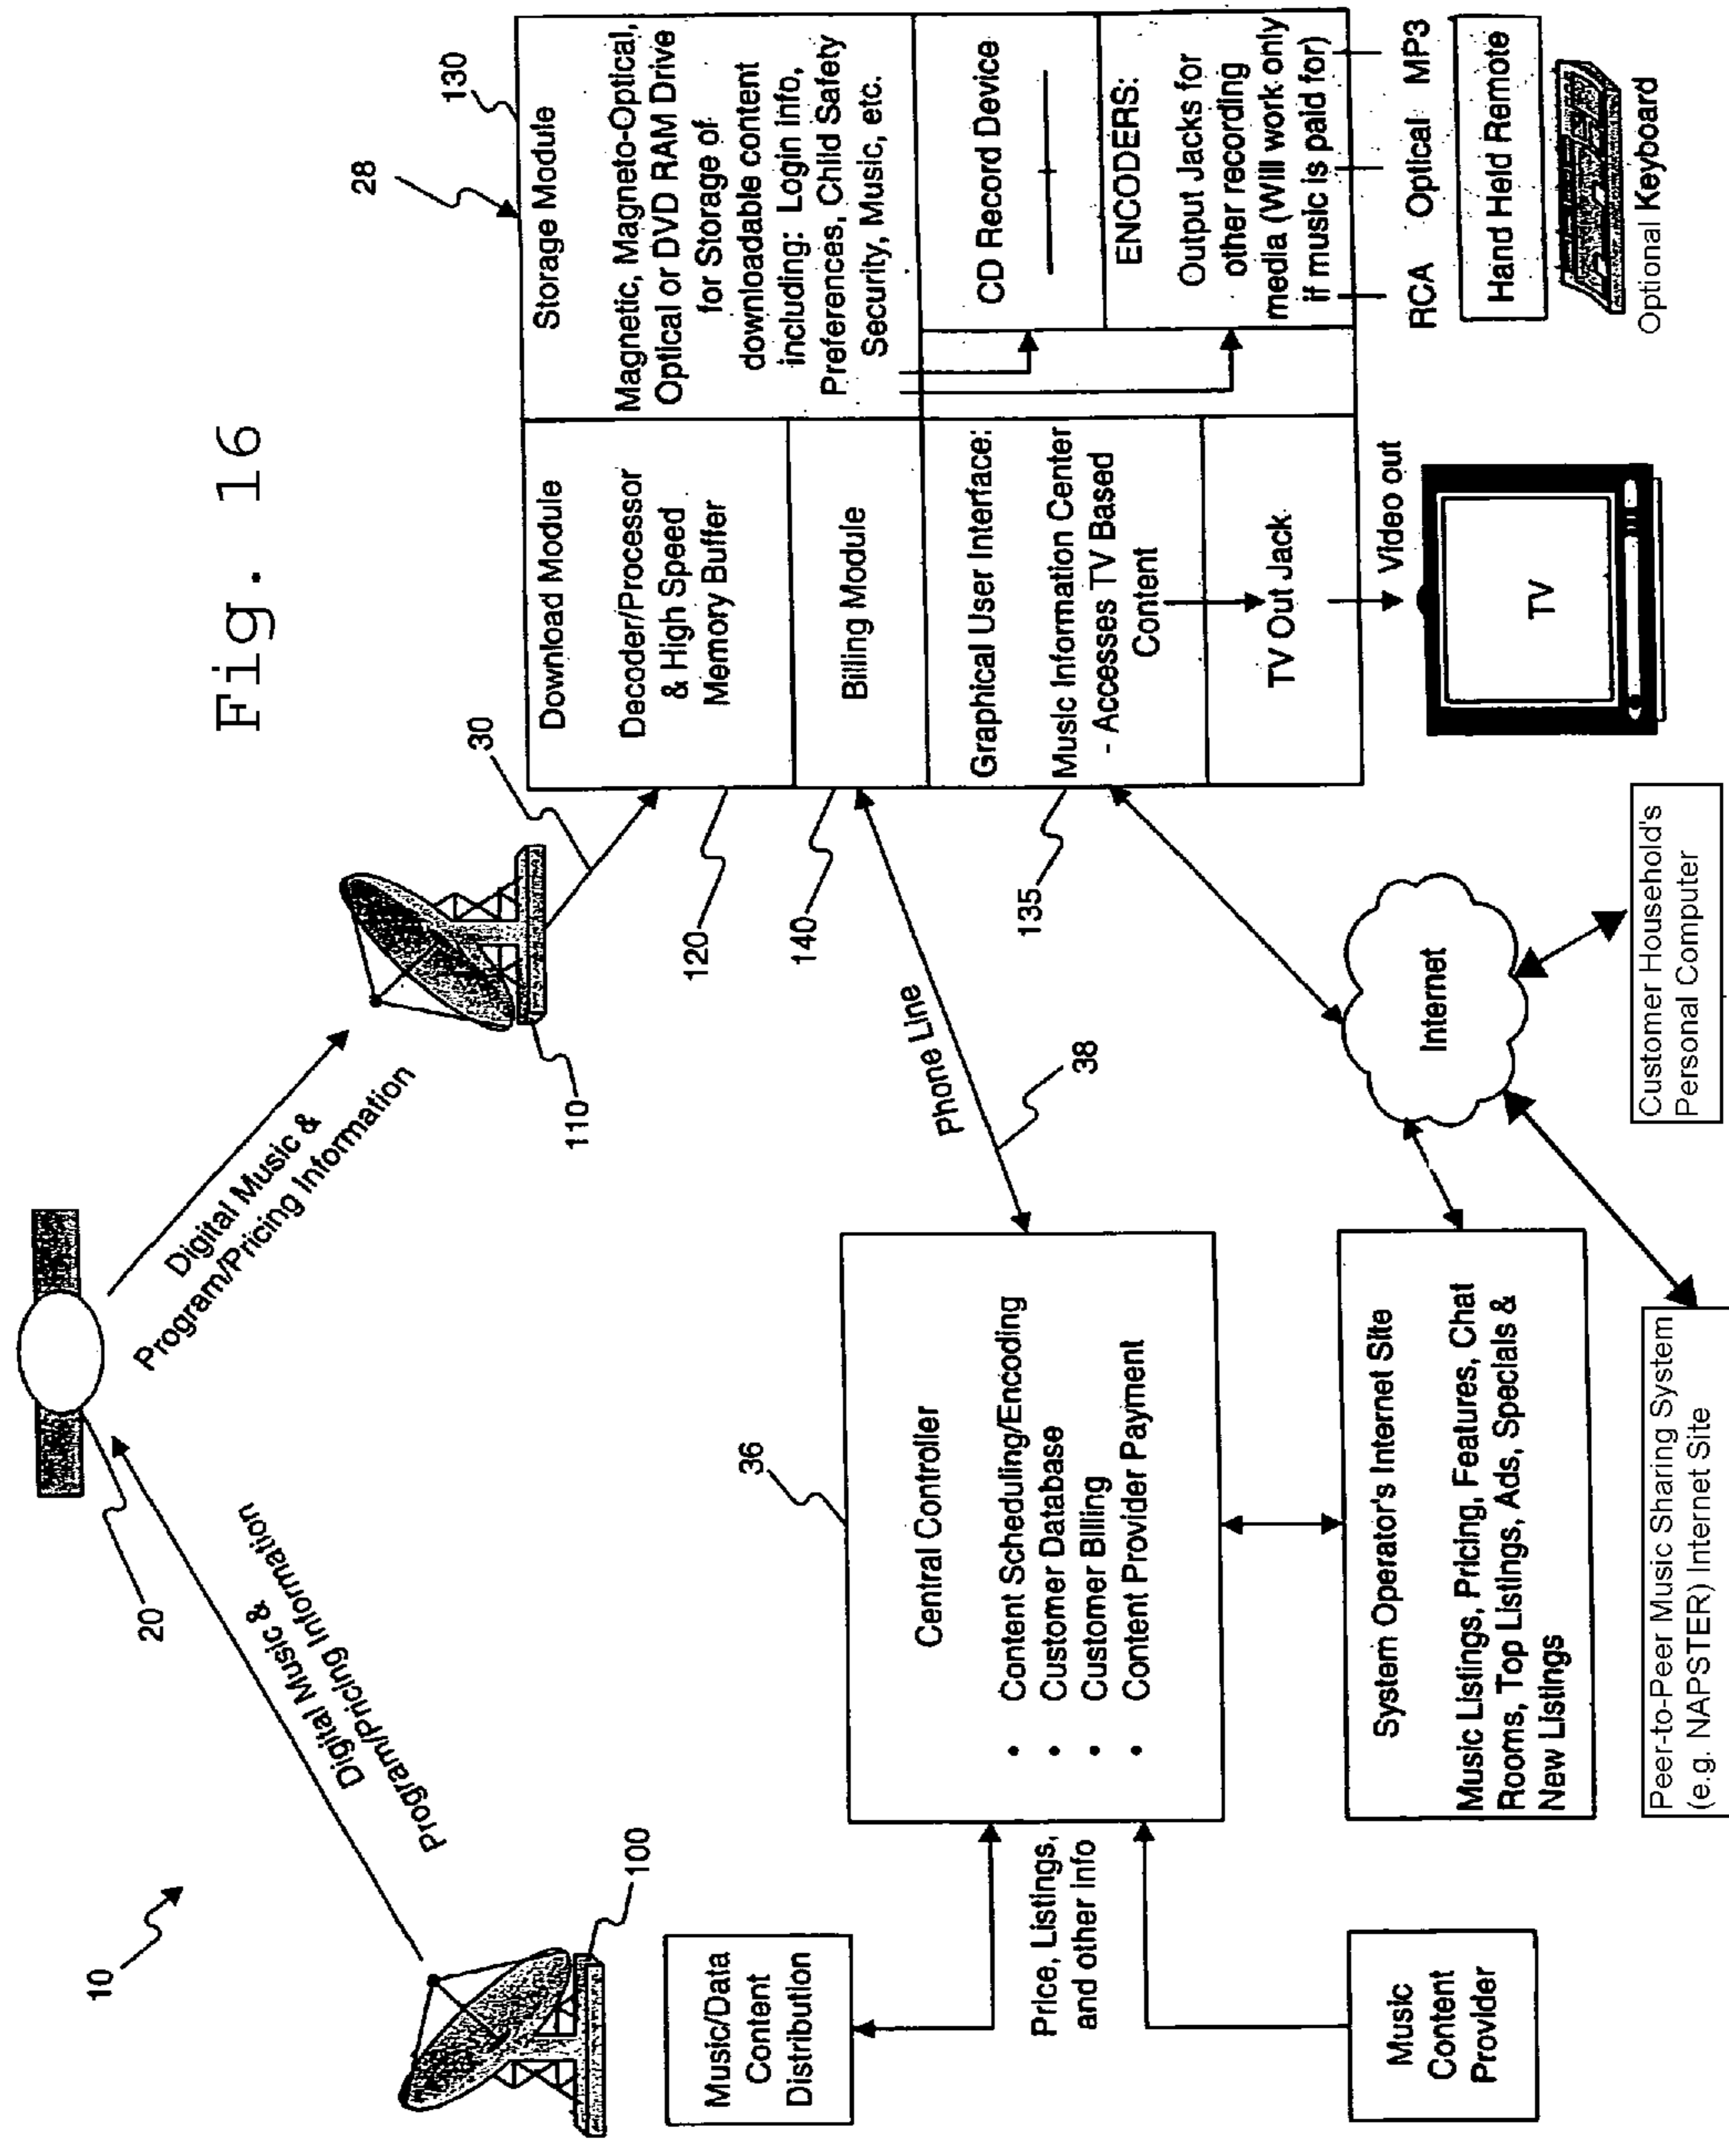 Fig. 16
10
20
Digital Music &
Program/Pricing Information
Digital Music &
Program/Pricing Information
100
110
30
28
130
120
140
135
Download Module
Decoder/Processor
& High Speed
Memory Buffer
Billing Module
Graphical User Interface:
Music Information Center
- Accesses TV Based
Content
TV Out Jack
Video out
TV
Storage Module
Magnetic, Magneto-Optical,
Optical or DVD RAM Drive
for Storage of
downloadable content
including: Login Info,
Preferences, Child Safety
Security, Music, etc.
CD Record Device
ENCODERS:
Output Jacks for
other recording
media (Will work only
if music is paid for)
RCA Optical MP3
Hand Held Remote
Optional Keyboard
Music/Data
Content
Distribution
Price, Listings,
and other info
Music
Content
Provider
36
Central Controller
• Content Scheduling/Encoding
• Customer Database
• Customer Billing
• Content Provider Payment
Phone Line
38
System Operator's Internet Site
Music Listings, Pricing, Features, Chat
Rooms, Top Listings, Ads, Specials &
New Listings
Internet
Peer-to-Peer Music Sharing System
(e.g. NAPSTER) Internet Site
Customer Household's
Personal Computer